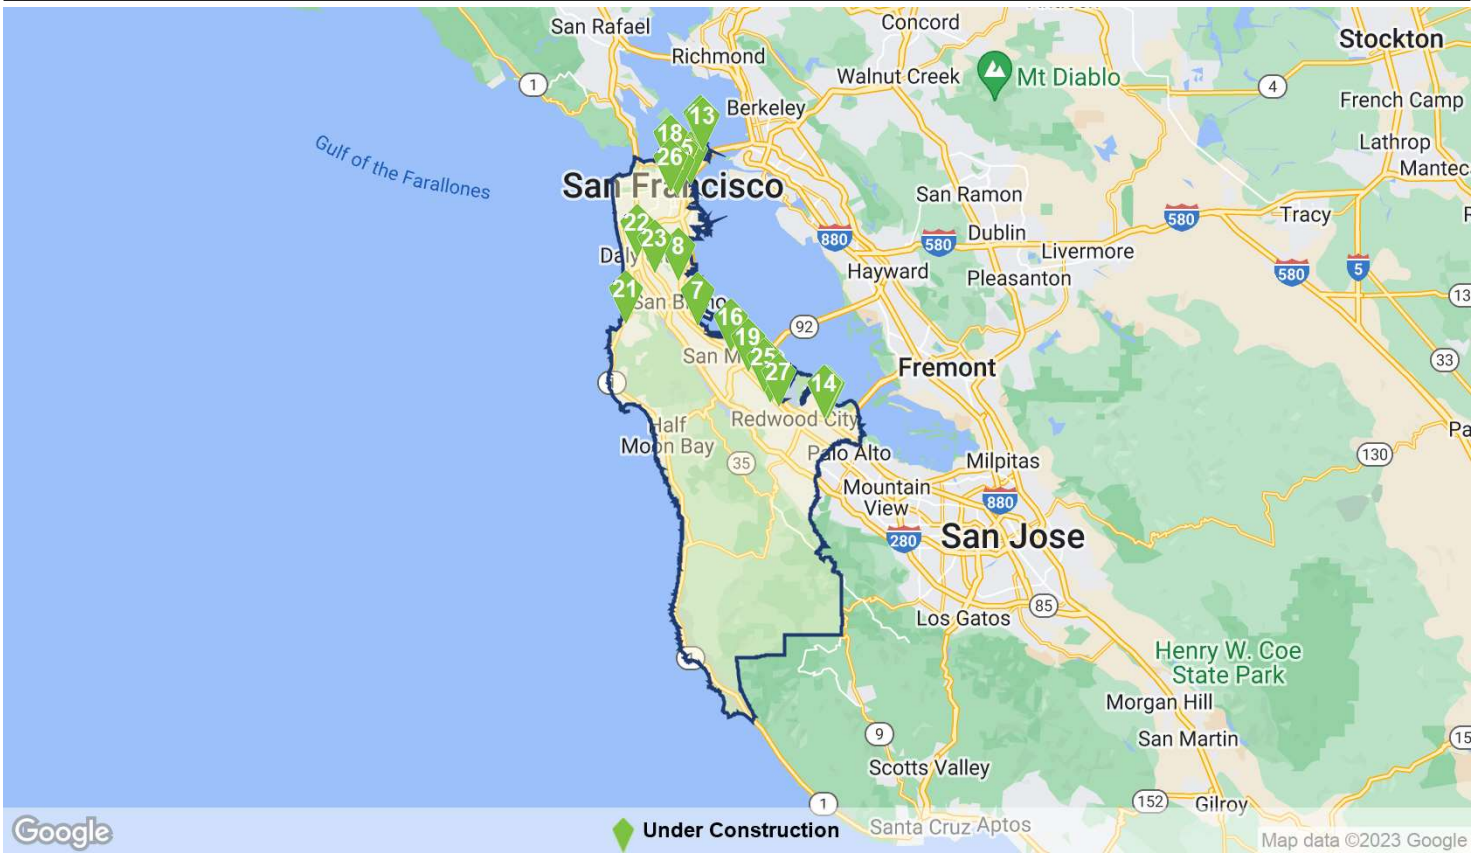 San Rafael
Concord
Stockton
Richmond
Walnut Creek
Mt Diablo
1
4
French Camp
Berkeley
13
18
5
26
Lathrop
Gulf of the Farallones
San Francisco
San Ramon
580
Tracy
22
23
8
880
580
Dublin
Livermore
Hayward
Pleasanton
580
5
21
7
16
92
19
25
27
14
Fremont
33
Redwood City
Half
Moon Bay
35
Palo Alto
Milpitas
130
Mountain
View
880
280
San Jose
85
Los Gatos
Henry W. Coe
State Park
Morgan Hill
9
San Martin
Scotts Valley
1
152
Gilroy
Google
Under Construction
Santa Cruz
Aptos
Map data ©2023 Google